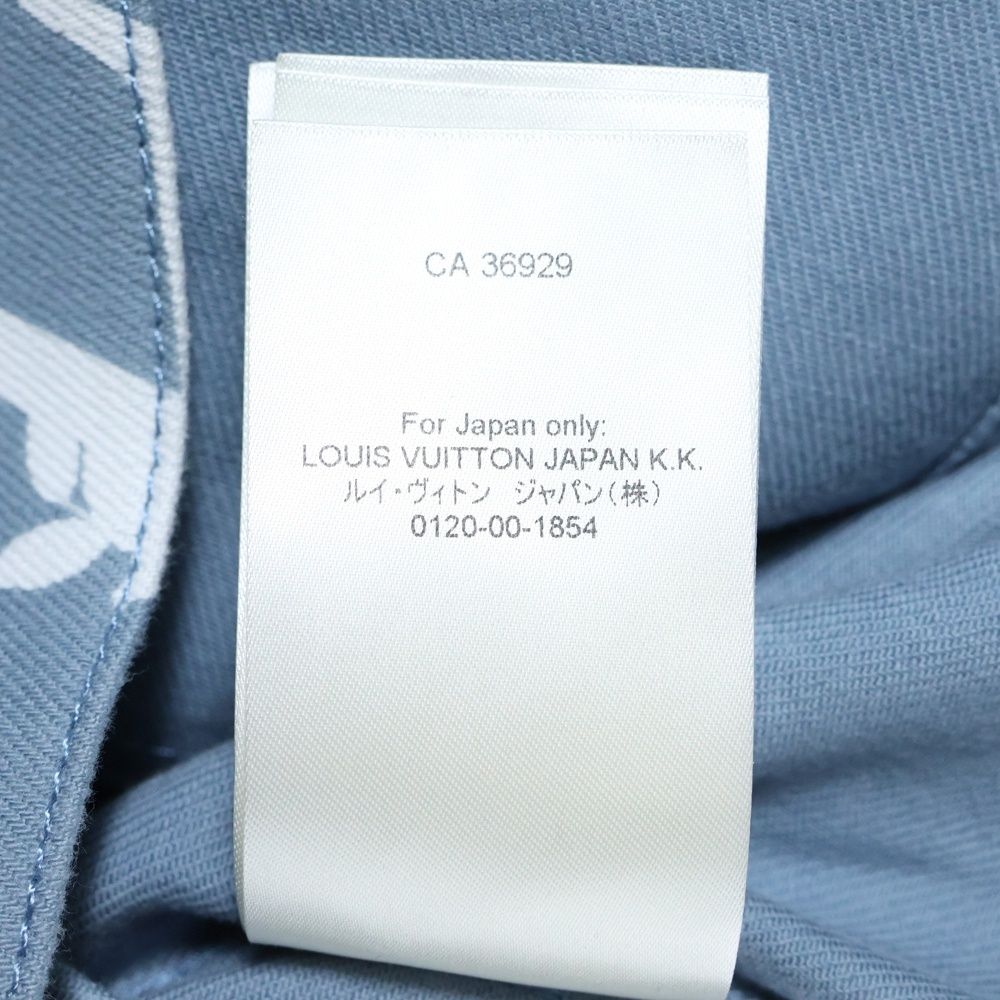 CA 36929
For Japan only:
LOUIS VUITTON JAPAN K.K.
ルイ・ヴィトン　ジャパン(株)
0120-00-1854